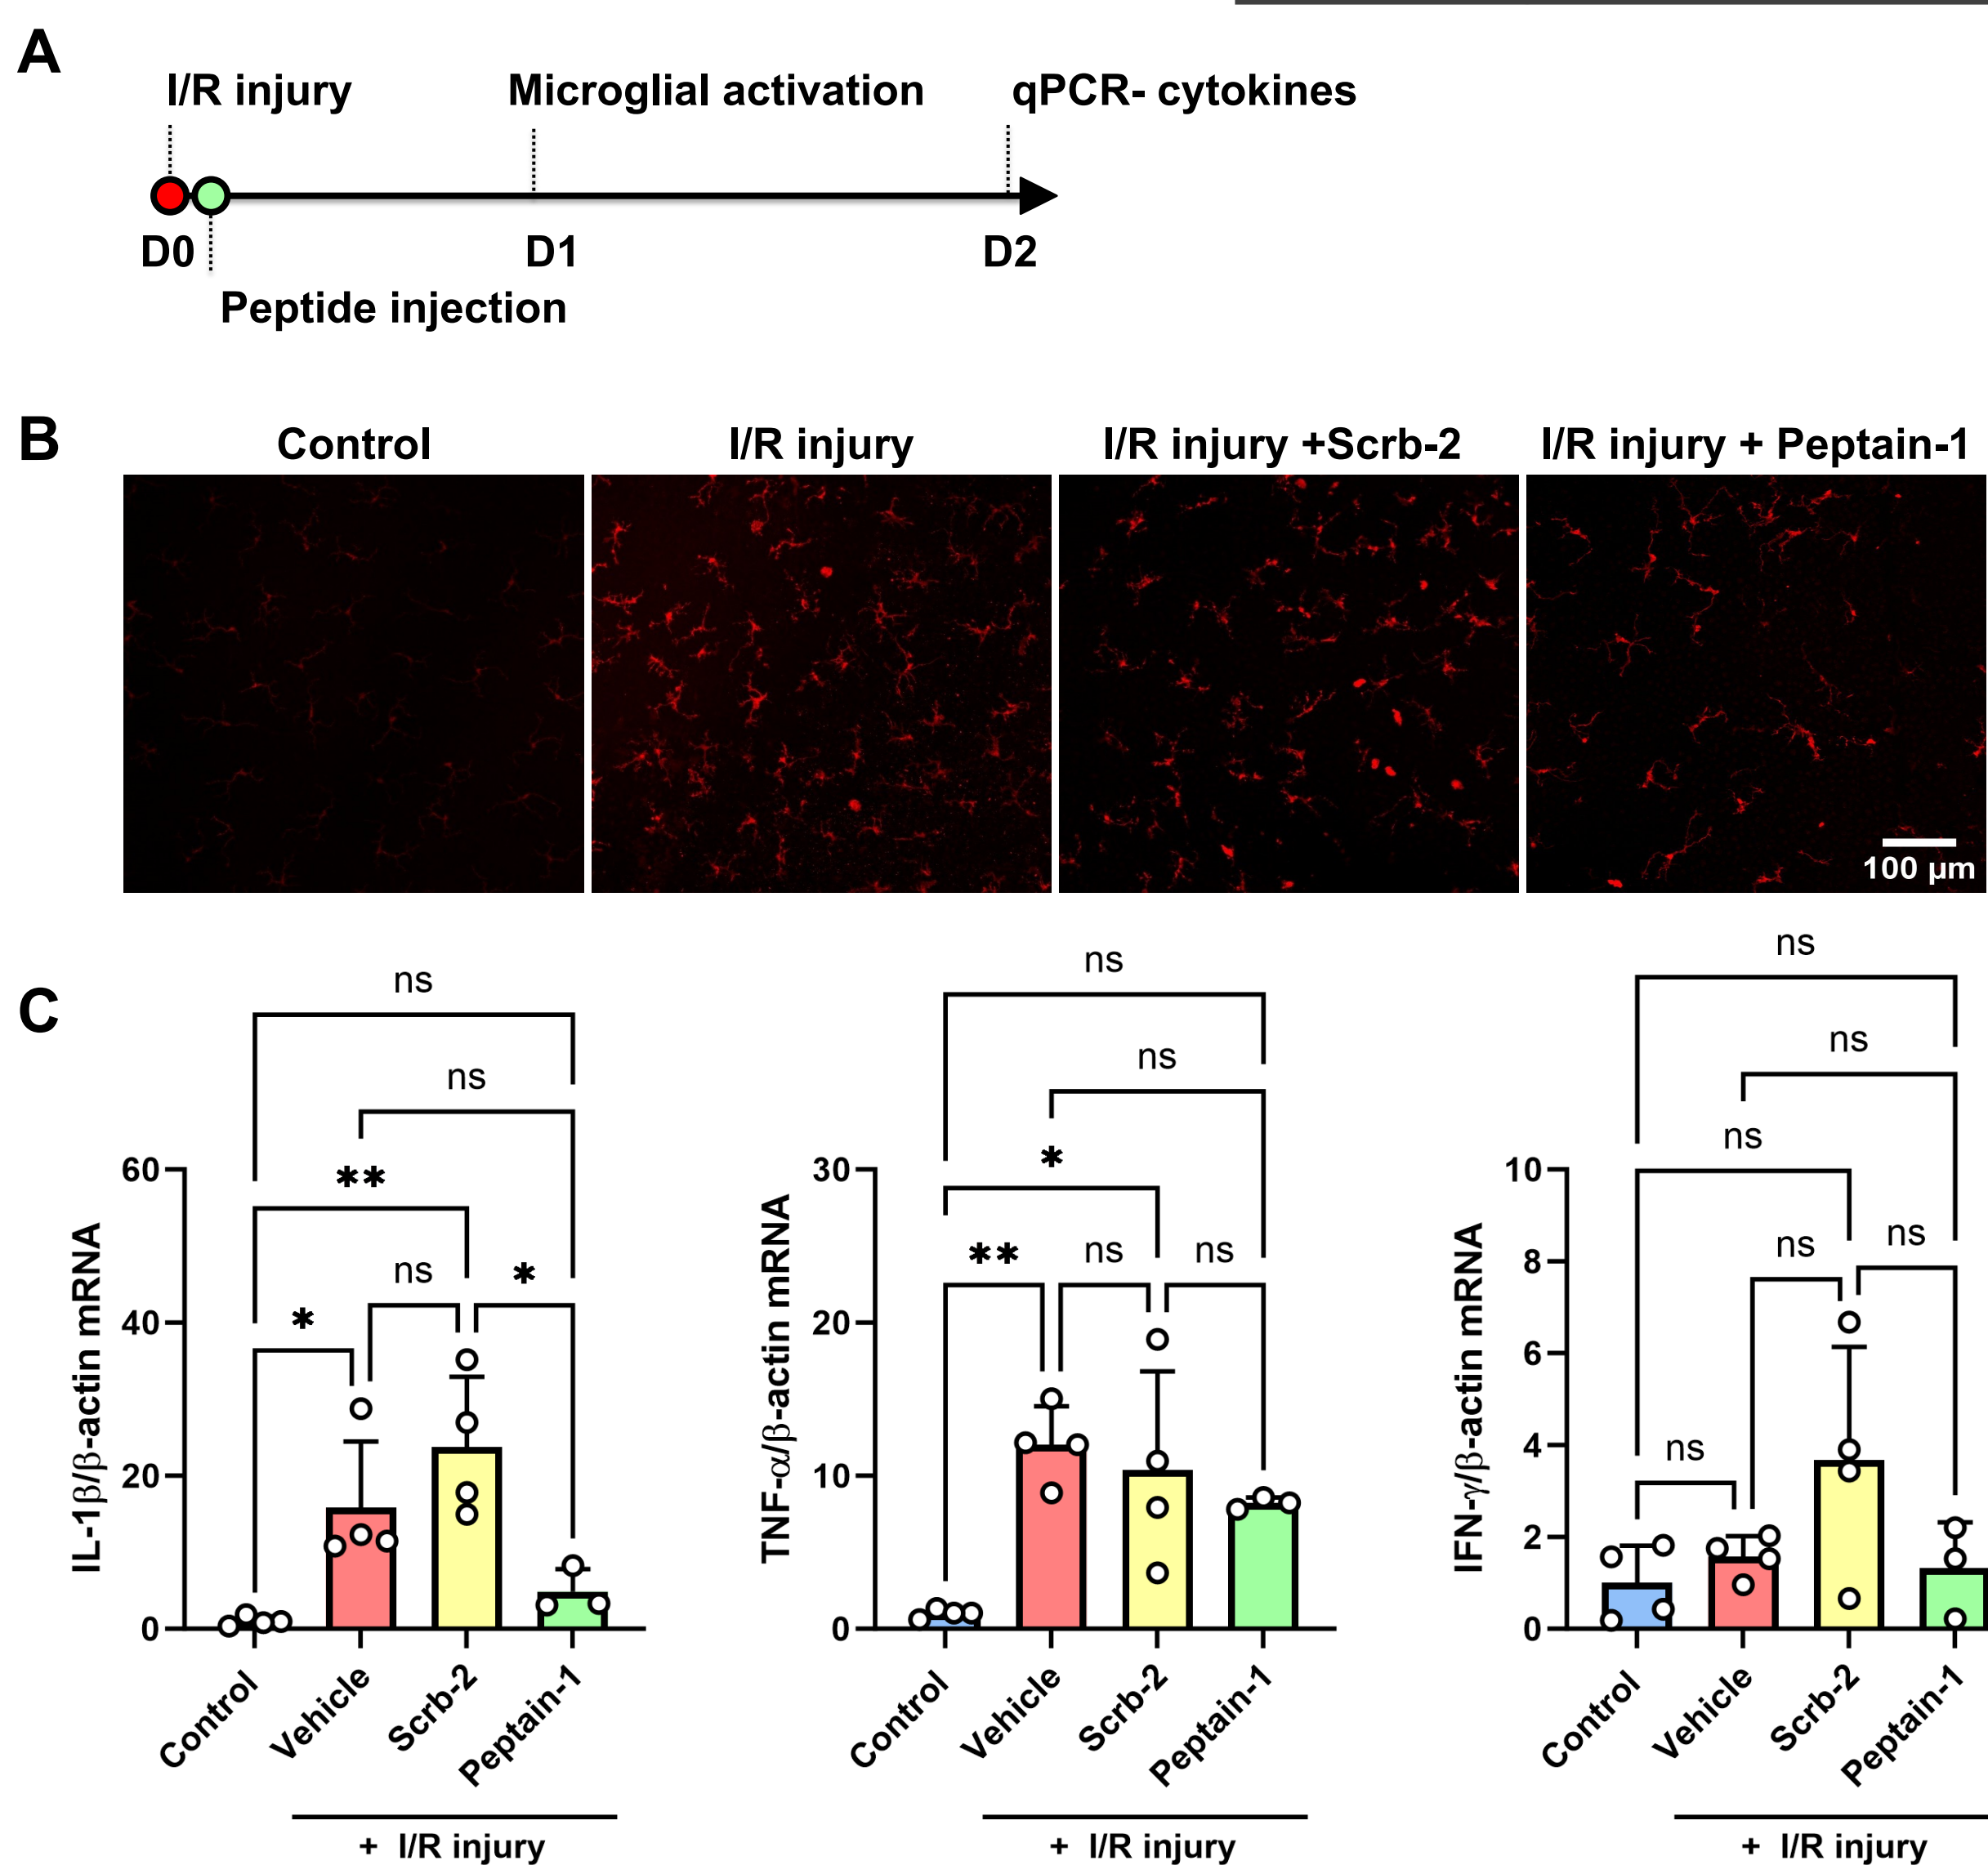 A
I/R injury
Microglial activation
qPCR- cytokines
D0
D1
D2
Peptide injection
B
Control
I/R injury
I/R injury +Scrb-2
I/R injury + Peptain-1
100 µm
C
IL-1β/β-actin mRNA
60
40
20
0
ns
ns
**
ns
*
*
Control
Vehicle
Scrb-2
Peptain-1
+ I/R injury
TNF-α/β-actin mRNA
30
20
10
0
ns
ns
*
**
ns
ns
Control
Vehicle
Scrb-2
Peptain-1
+ I/R injury
IFN-γ/β-actin mRNA
10
8
6
4
2
0
ns
ns
ns
ns
ns
ns
Control
Vehicle
Scrb-2
Peptain-1
+ I/R injury